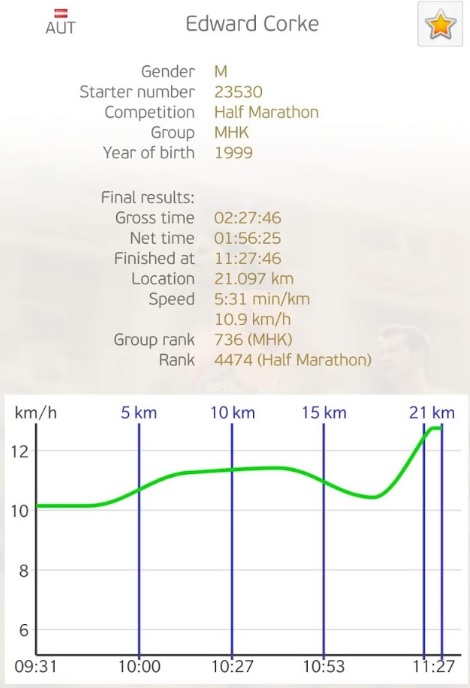 Edward Corke
AUT
Gender M
Starter number 23530
Competition Half Marathon
Group MHK
Year of birth 1999
Final results:
Gross time 02:27:46
Net time 01:56:25
Finished at 11:27:46
Location 21.097 km
Speed 5:31 min/km
10.9 km/h
Group rank 736 (MHK)
Rank 4474 (Half Marathon)
km/h 5 km 10 km 15 km 21 km
12
10
8
6
09:31 10:00 10:27 10:53 11:27